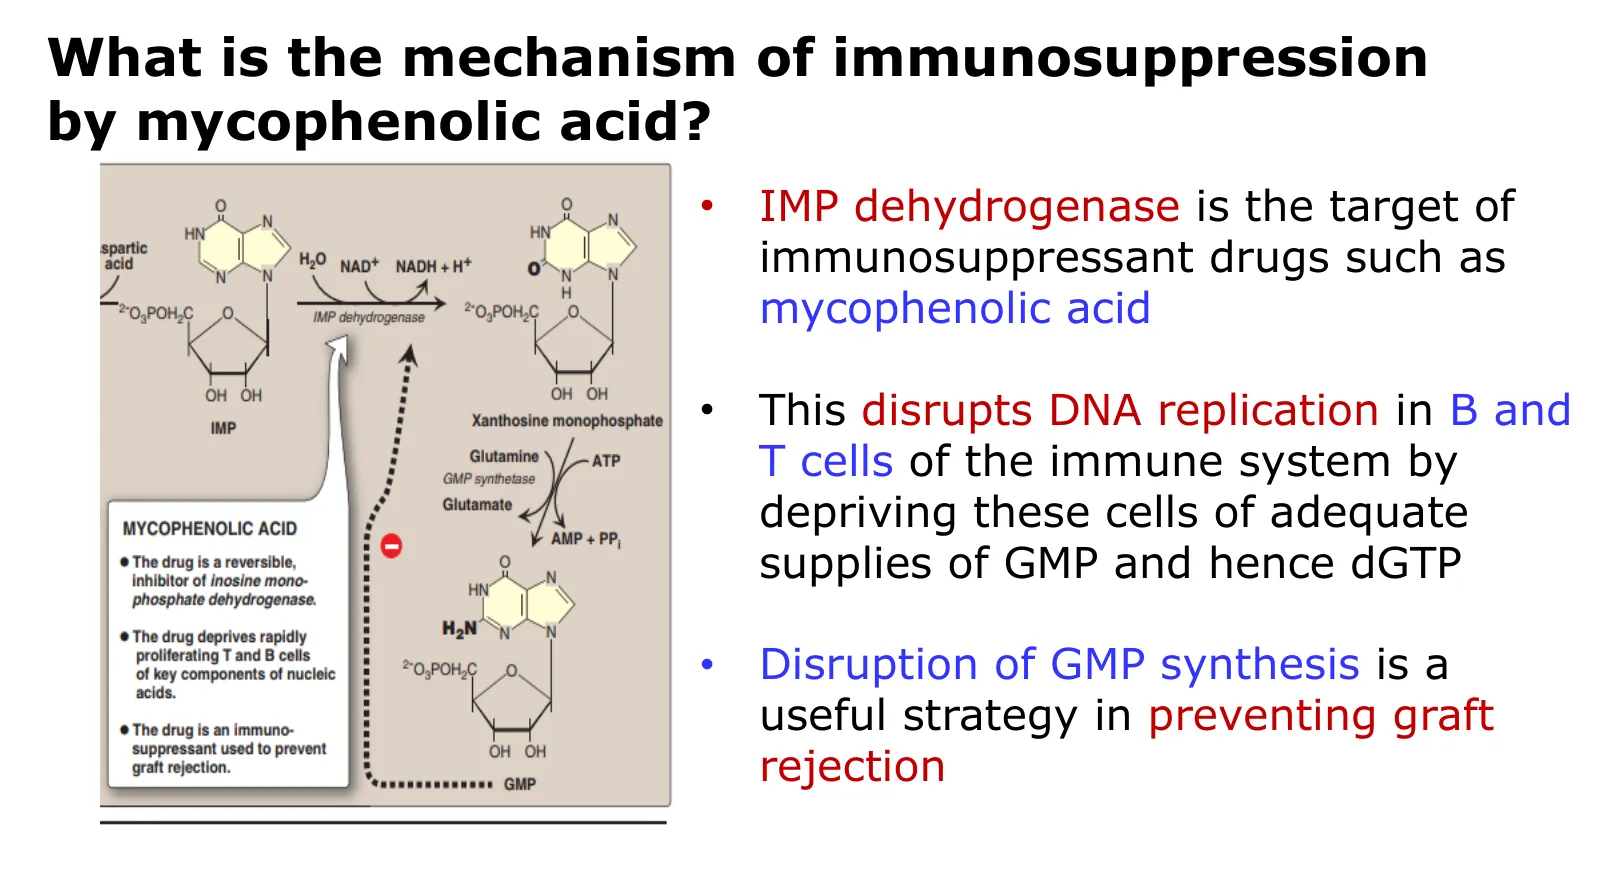 What is the mechanism of immunosuppression
by mycophenolic acid?
spartic
acid
O
HN
N
N
N
H₂O
NAD⁺
NADH + H⁺
IMP dehydrogenase
²⁻O₃POH₂C
O
OH OH
IMP
O
HN
N
O
N
H
N
²⁻O₃POH₂C
O
OH OH
Xanthosine monophosphate
Glutamine
ATP
GMP synthetase
Glutamate
AMP + PPᵢ
O
HN
N
H₂N
N
N
²⁻O₃POH₂C
O
OH OH
GMP
MYCOPHENOLIC ACID
● The drug is a reversible,
inhibitor of inosine mono-
phosphate dehydrogenase.
● The drug deprives rapidly
proliferating T and B cells
of key components of nucleic
acids.
● The drug is an immuno-
suppressant used to prevent
graft rejection.
• IMP dehydrogenase is the target of
immunosuppressant drugs such as
mycophenolic acid
• This disrupts DNA replication in B and
T cells of the immune system by
depriving these cells of adequate
supplies of GMP and hence dGTP
• Disruption of GMP synthesis is a
useful strategy in preventing graft
rejection